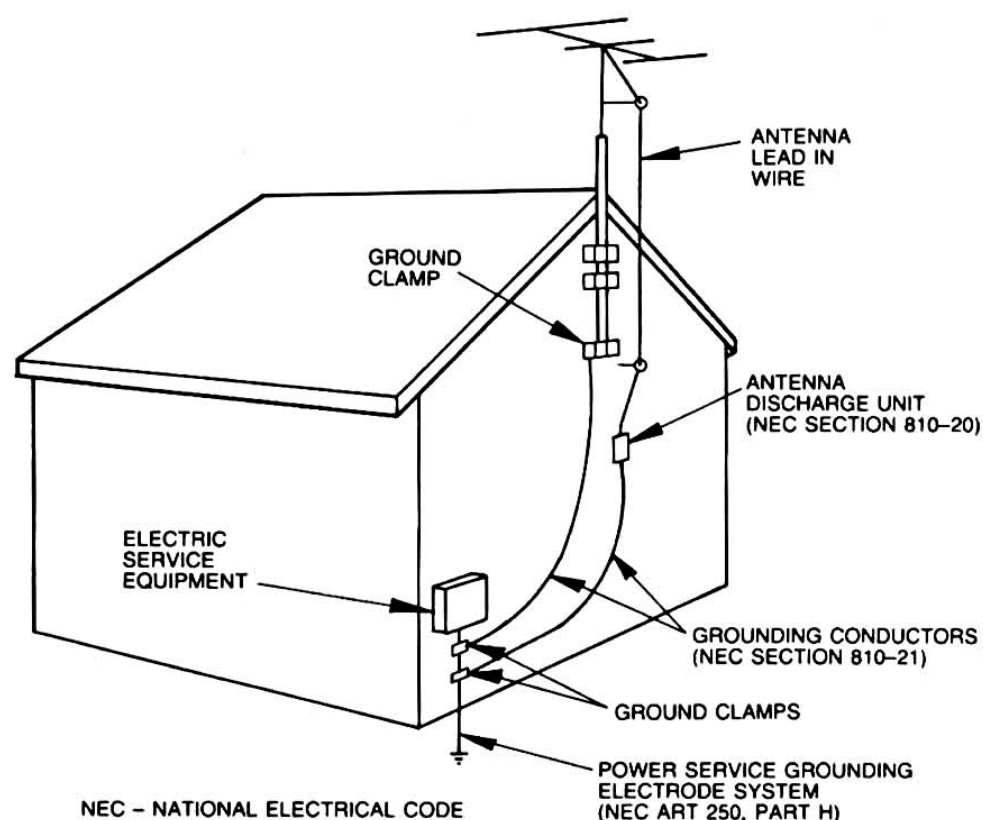 ANTENNA
LEAD IN
WIRE
GROUND
CLAMP
ANTENNA
DISCHARGE UNIT
(NEC SECTION 810–20)
ELECTRIC
SERVICE
EQUIPMENT
GROUNDING CONDUCTORS
(NEC SECTION 810–21)
GROUND CLAMPS
POWER SERVICE GROUNDING
ELECTRODE SYSTEM
(NEC ART 250, PART H)
NEC – NATIONAL ELECTRICAL CODE